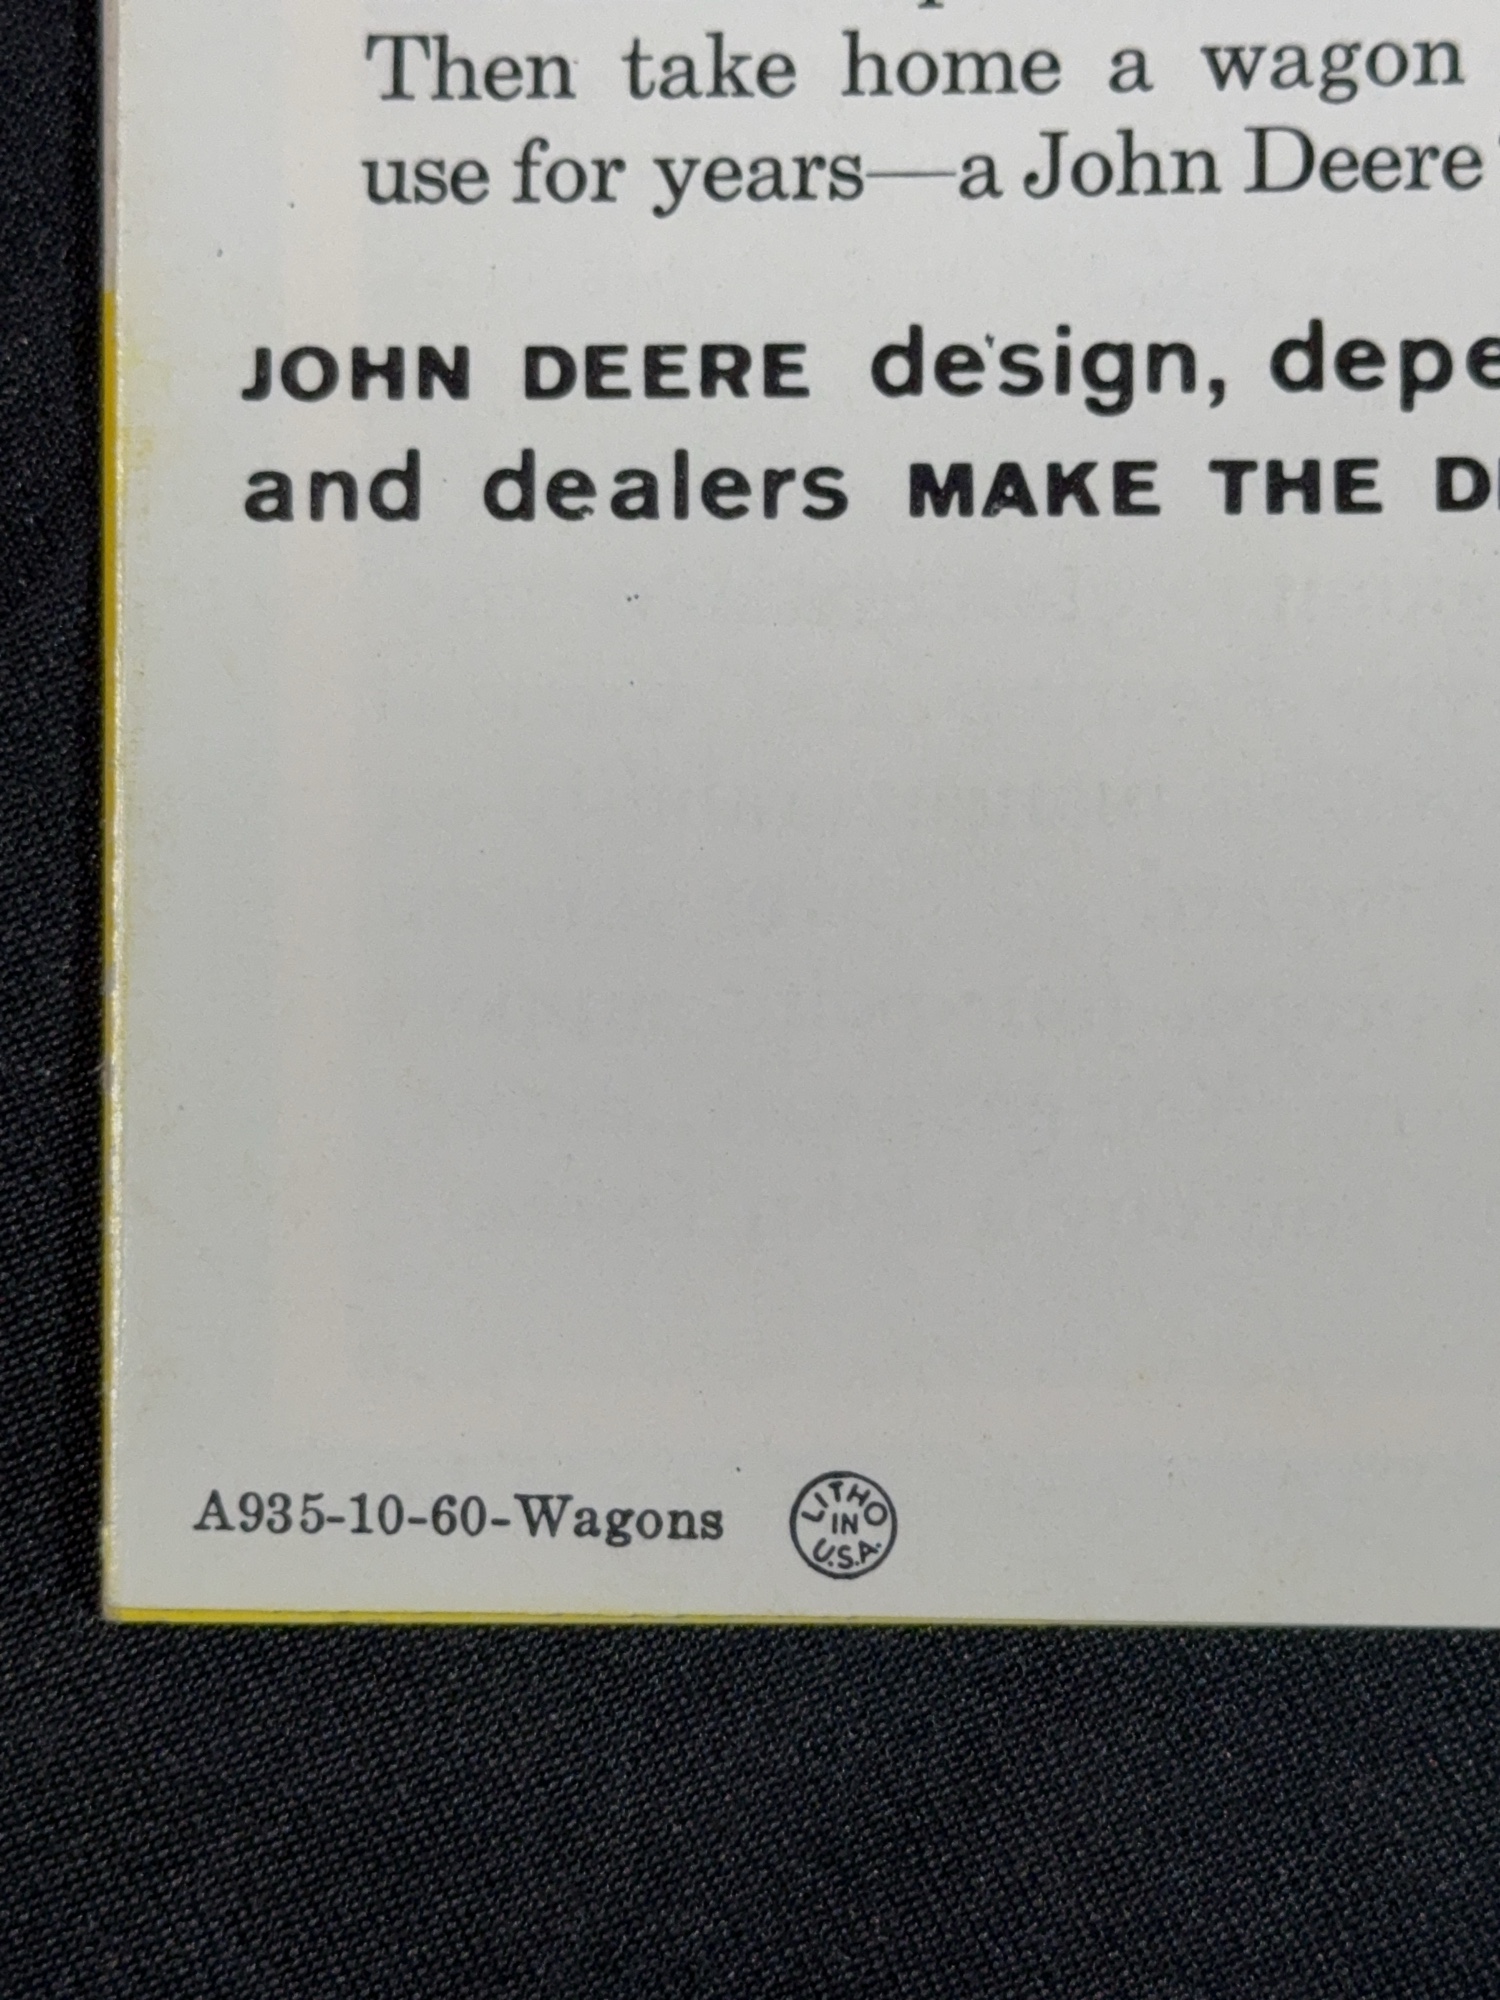 Then take home a wagon
use for years—a John Deere
JOHN DEERE design,
and dealers MAKE THE
A935-10-60-Wagons
LITHO
IN
U.S.A.